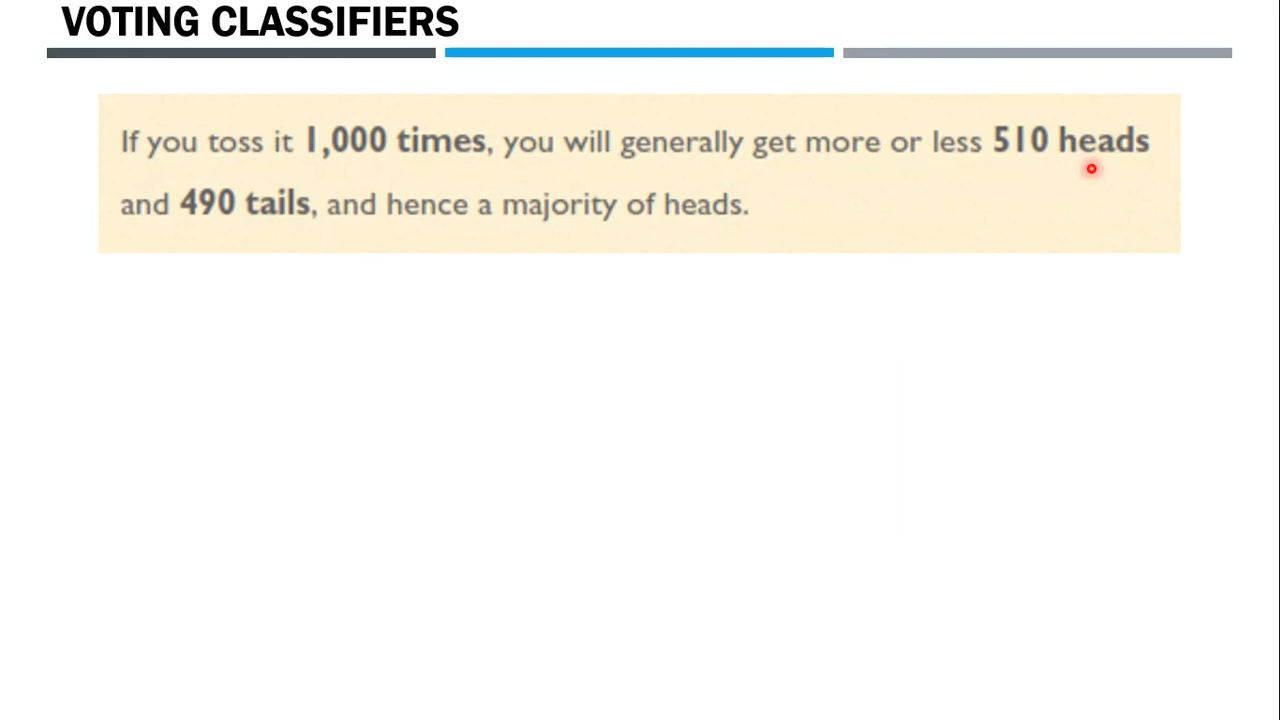 VOTING CLASSIFIERS
If you toss it 1,000 times, you will generally get more or less 510 heads
and 490 tails, and hence a majority of heads.